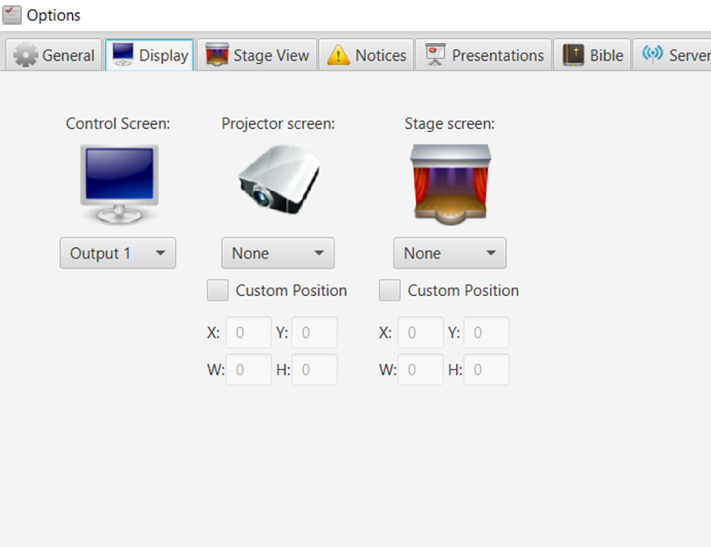 Options
General Display Stage View Notices Presentations Bible Server
Control Screen: Projector screen: Stage screen:
Output 1 None None
Custom Position Custom Position
X: 0 Y: 0 X: 0 Y: 0
W: 0 H: 0 W: 0 H: 0